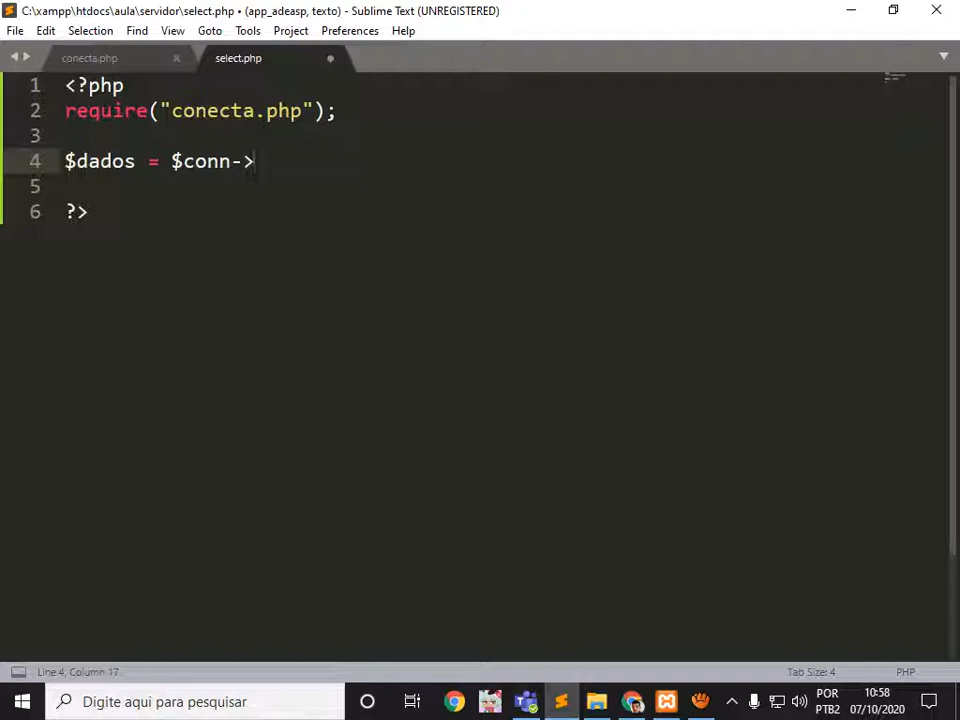 C:\xampp\htdocs\aula\servidor\select.php • (app_adeasp, texto) - Sublime Text (UNREGISTERED)
File Edit Selection Find View Goto Tools Project Preferences Help
conecta.php select.php
1 <?php
2 require("conecta.php");
3
4 $dados = $conn->
5
6 ?>
Line 4, Column 17
Tab Size: 4 PHP
Digite aqui para pesquisar
POR
PTB2
10:58
07/10/2020